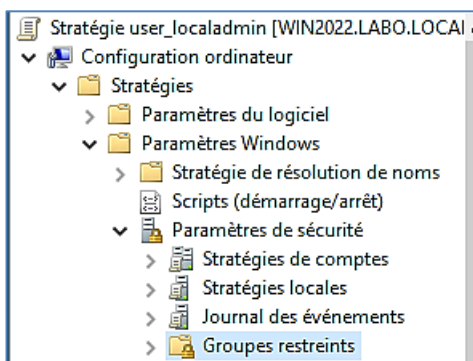 Stratégie user_localadmin [WIN2022.LABO.LOCAL
Configuration ordinateur
Stratégies
Paramètres du logiciel
Paramètres Windows
Stratégie de résolution de noms
Scripts (démarrage/arrêt)
Paramètres de sécurité
Stratégies de comptes
Stratégies locales
Journal des événements
Groupes restreints